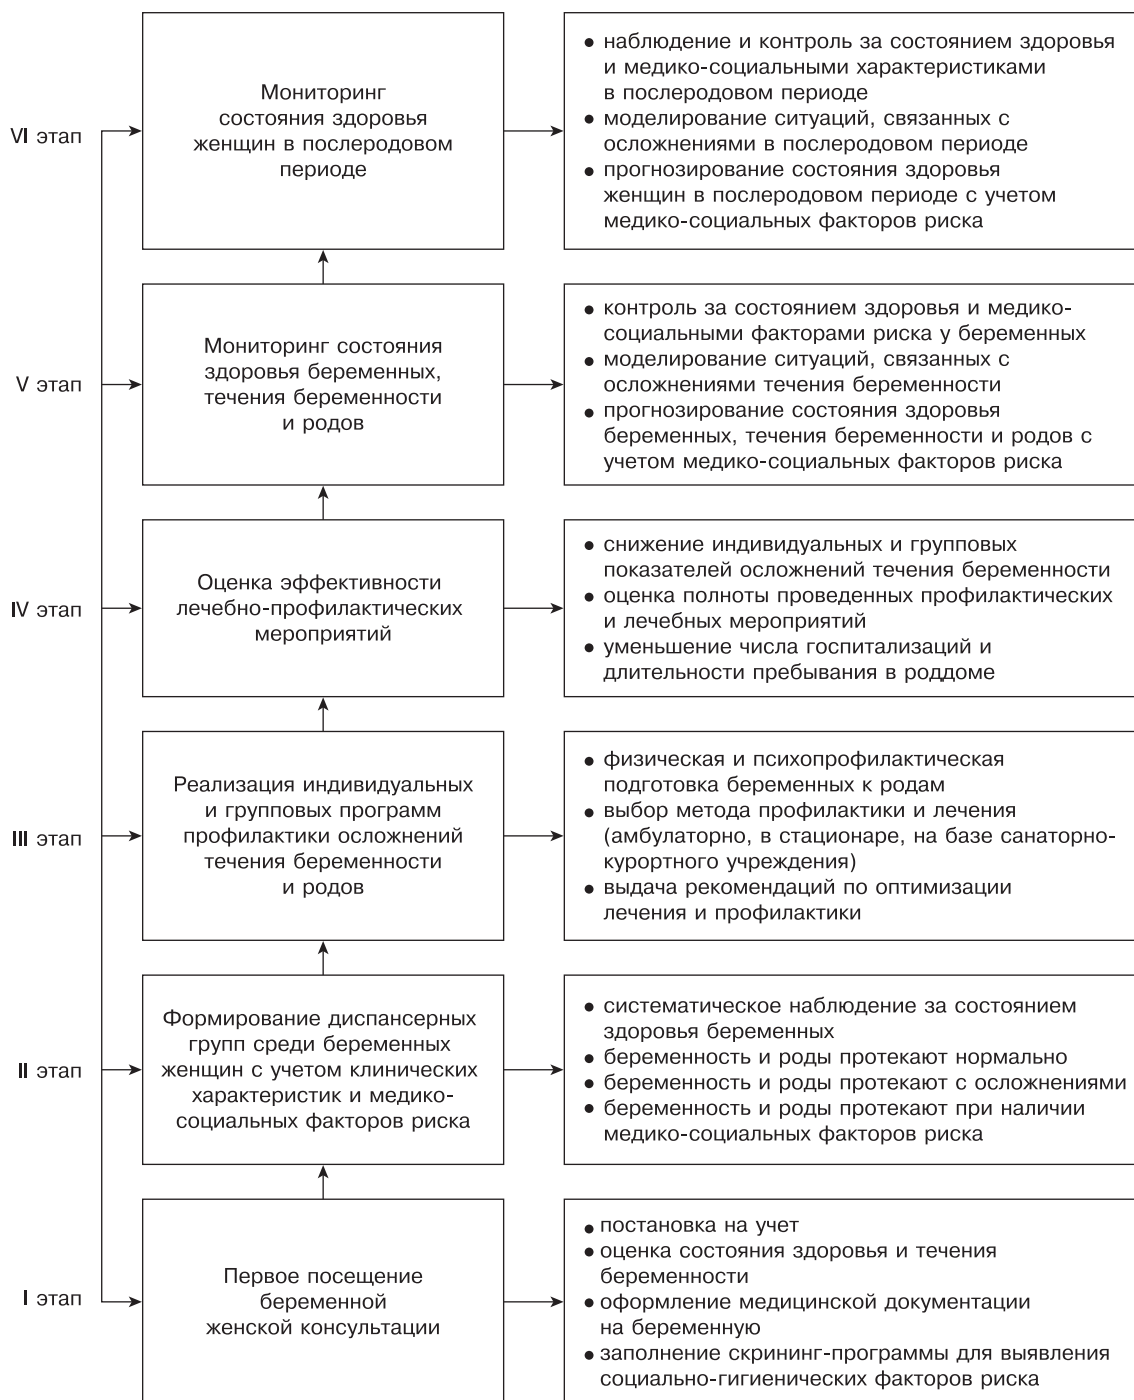 VI этап
Мониторинг
состояния здоровья
женщин в послеродовом
периоде
● наблюдение и контроль за состоянием здоровья
и медико-социальными характеристиками
в послеродовом периоде
● моделирование ситуаций, связанных с
осложнениями в послеродовом периоде
● прогнозирование состояния здоровья
женщин в послеродовом периоде с учетом
медико-социальных факторов риска
V этап
Мониторинг состояния
здоровья беременных,
течения беременности
и родов
● контроль за состоянием здоровья и медико-
социальными факторами риска у беременных
● моделирование ситуаций, связанных с
осложнениями течения беременности
● прогнозирование состояния здоровья
беременных, течения беременности и родов с
учетом медико-социальных факторов риска
IV этап
Оценка эффективности
лечебно-профилактических
мероприятий
● снижение индивидуальных и групповых
показателей осложнений течения беременности
● оценка полноты проведенных профилактических
и лечебных мероприятий
● уменьшение числа госпитализаций и
длительности пребывания в роддоме
III этап
Реализация индивидуальных
и групповых программ
профилактики осложнений
течения беременности
и родов
● физическая и психопрофилактическая
подготовка беременных к родам
● выбор метода профилактики и лечения
(амбулаторно, в стационаре, на базе санаторно-
курортного учреждения)
● выдача рекомендаций по оптимизации
лечения и профилактики
II этап
Формирование диспансерных
групп среди беременных
женщин с учетом клинических
характеристик и медико-
социальных факторов риска
● систематическое наблюдение за состоянием
здоровья беременных
● беременность и роды протекают нормально
● беременность и роды протекают с осложнениями
● беременность и роды протекают при наличии
медико-социальных факторов риска
I этап
Первое посещение
беременной
женской консультации
● постановка на учет
● оценка состояния здоровья и течения
беременности
● оформление медицинской документации
на беременную
● заполнение скрининг-программы для выявления
социально-гигиенических факторов риска